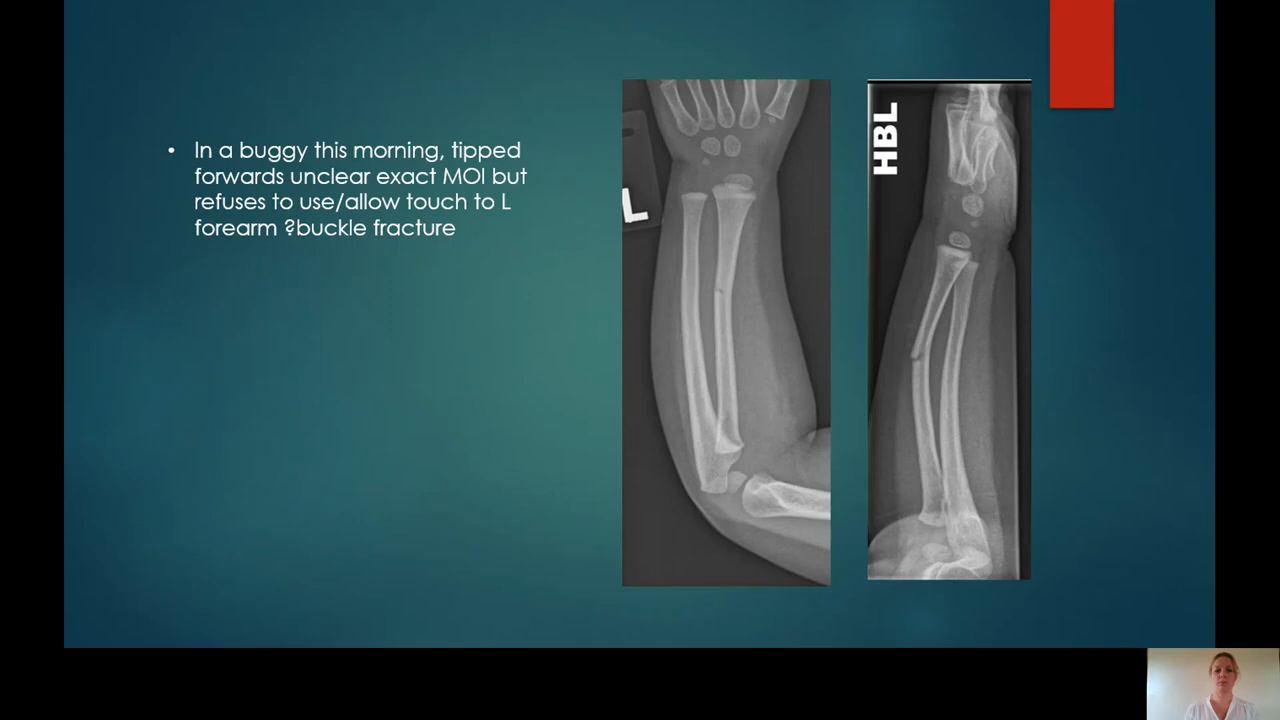 • In a buggy this morning, tipped
forwards unclear exact MOI but
refuses to use/allow touch to L
forearm ?buckle fracture
L
HBL